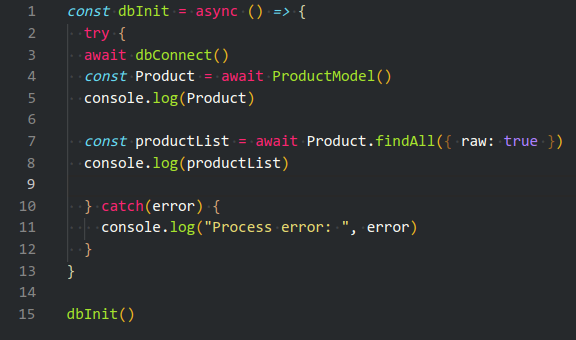 1 const dbInit = async () => {
2 try {
3 await dbConnect()
4 const Product = await ProductModel()
5 console.log(Product)
6
7 const productList = await Product.findAll({ raw: true })
8 console.log(productList)
9
10 } catch(error) {
11 console.log("Process error: ", error)
12 }
13 }
14
15 dbInit()